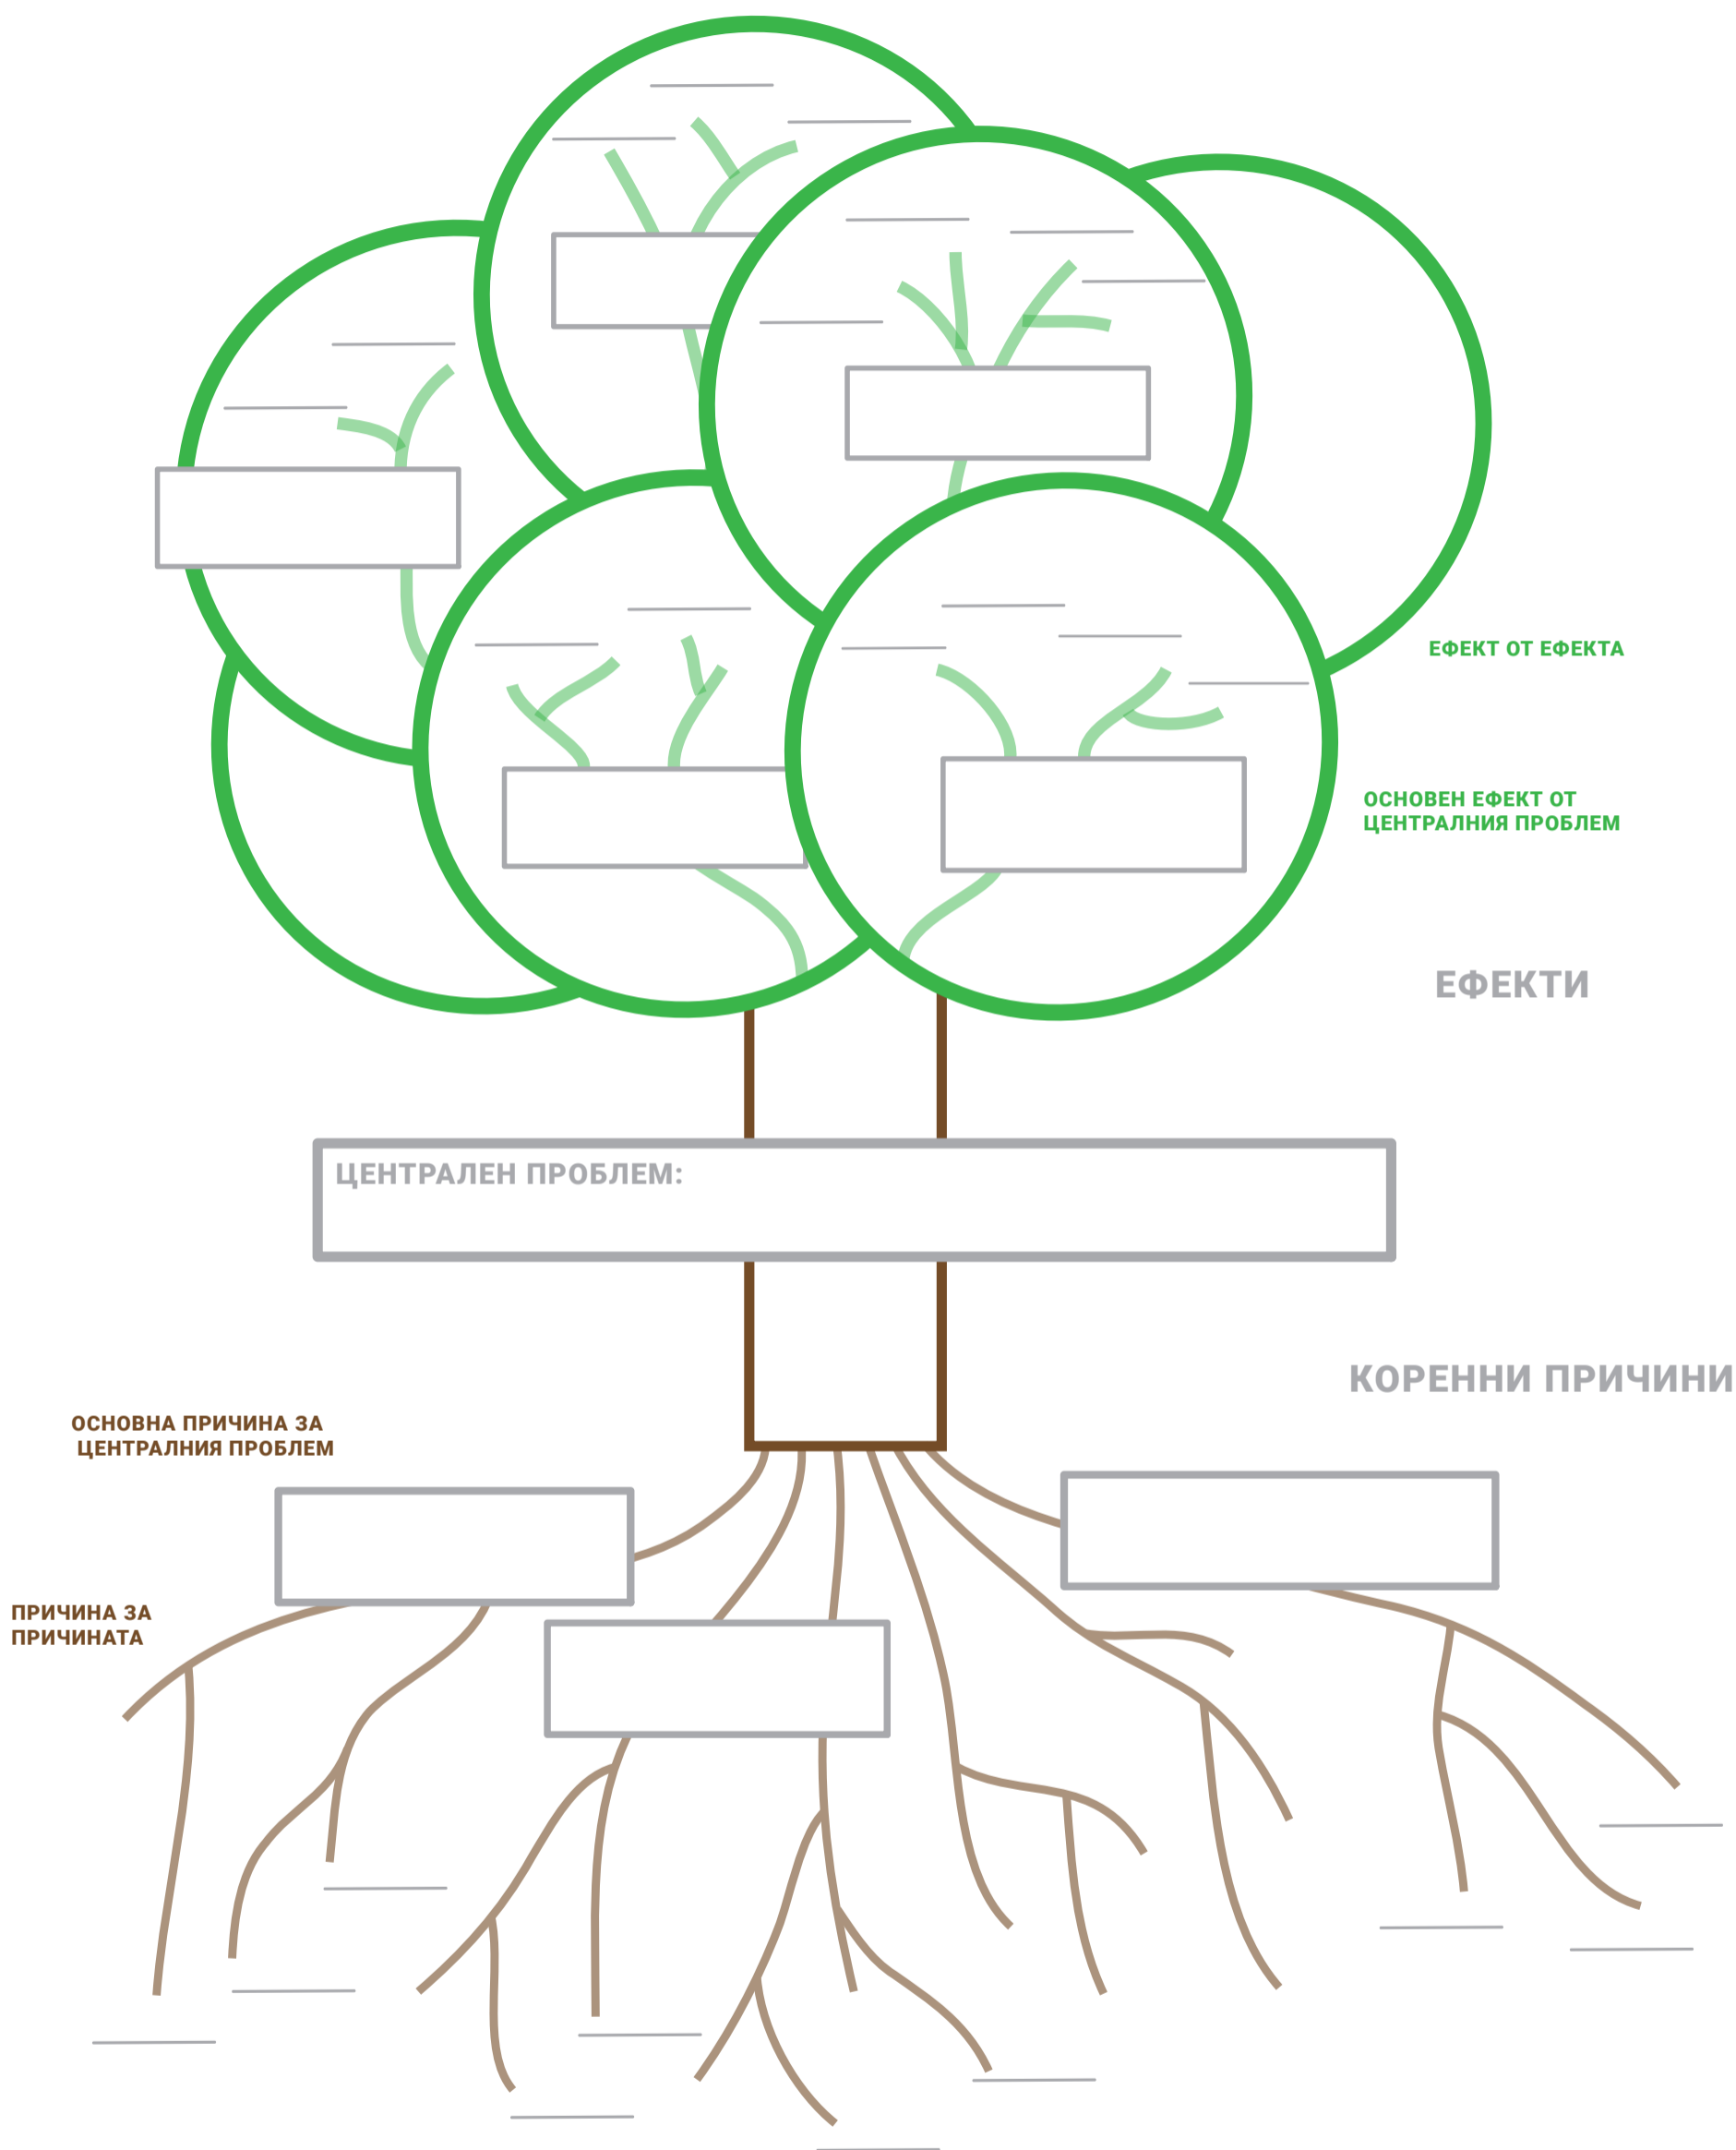 ЕФЕКТ ОТ ЕФЕКТА
ОСНОВЕН ЕФЕКТ ОТ
ЦЕНТРАЛНИЯ ПРОБЛЕМ
ЕФЕКТИ
ЦЕНТРАЛЕН ПРОБЛЕМ:
КОРЕННИ ПРИЧИНИ
ОСНОВНА ПРИЧИНА ЗА
ЦЕНТРАЛНИЯ ПРОБЛЕМ
ПРИЧИНА ЗА
ПРИЧИНАТА